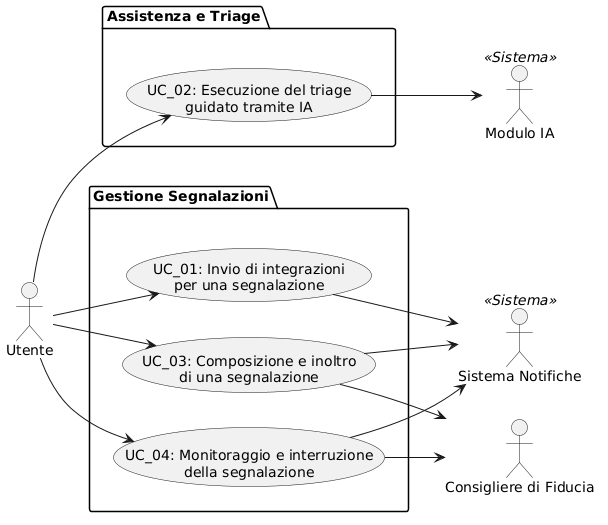 Assistenza e Triage
«Sistema»
UC_02: Esecuzione del triage
guidato tramite IA
Modulo IA
Gestione Segnalazioni
UC_01: Invio di integrazioni
per una segnalazione
«Sistema»
Utente
UC_03: Composizione e inoltro
di una segnalazione
Sistema Notifiche
UC_04: Monitoraggio e interruzione
della segnalazione
Consigliere di Fiducia